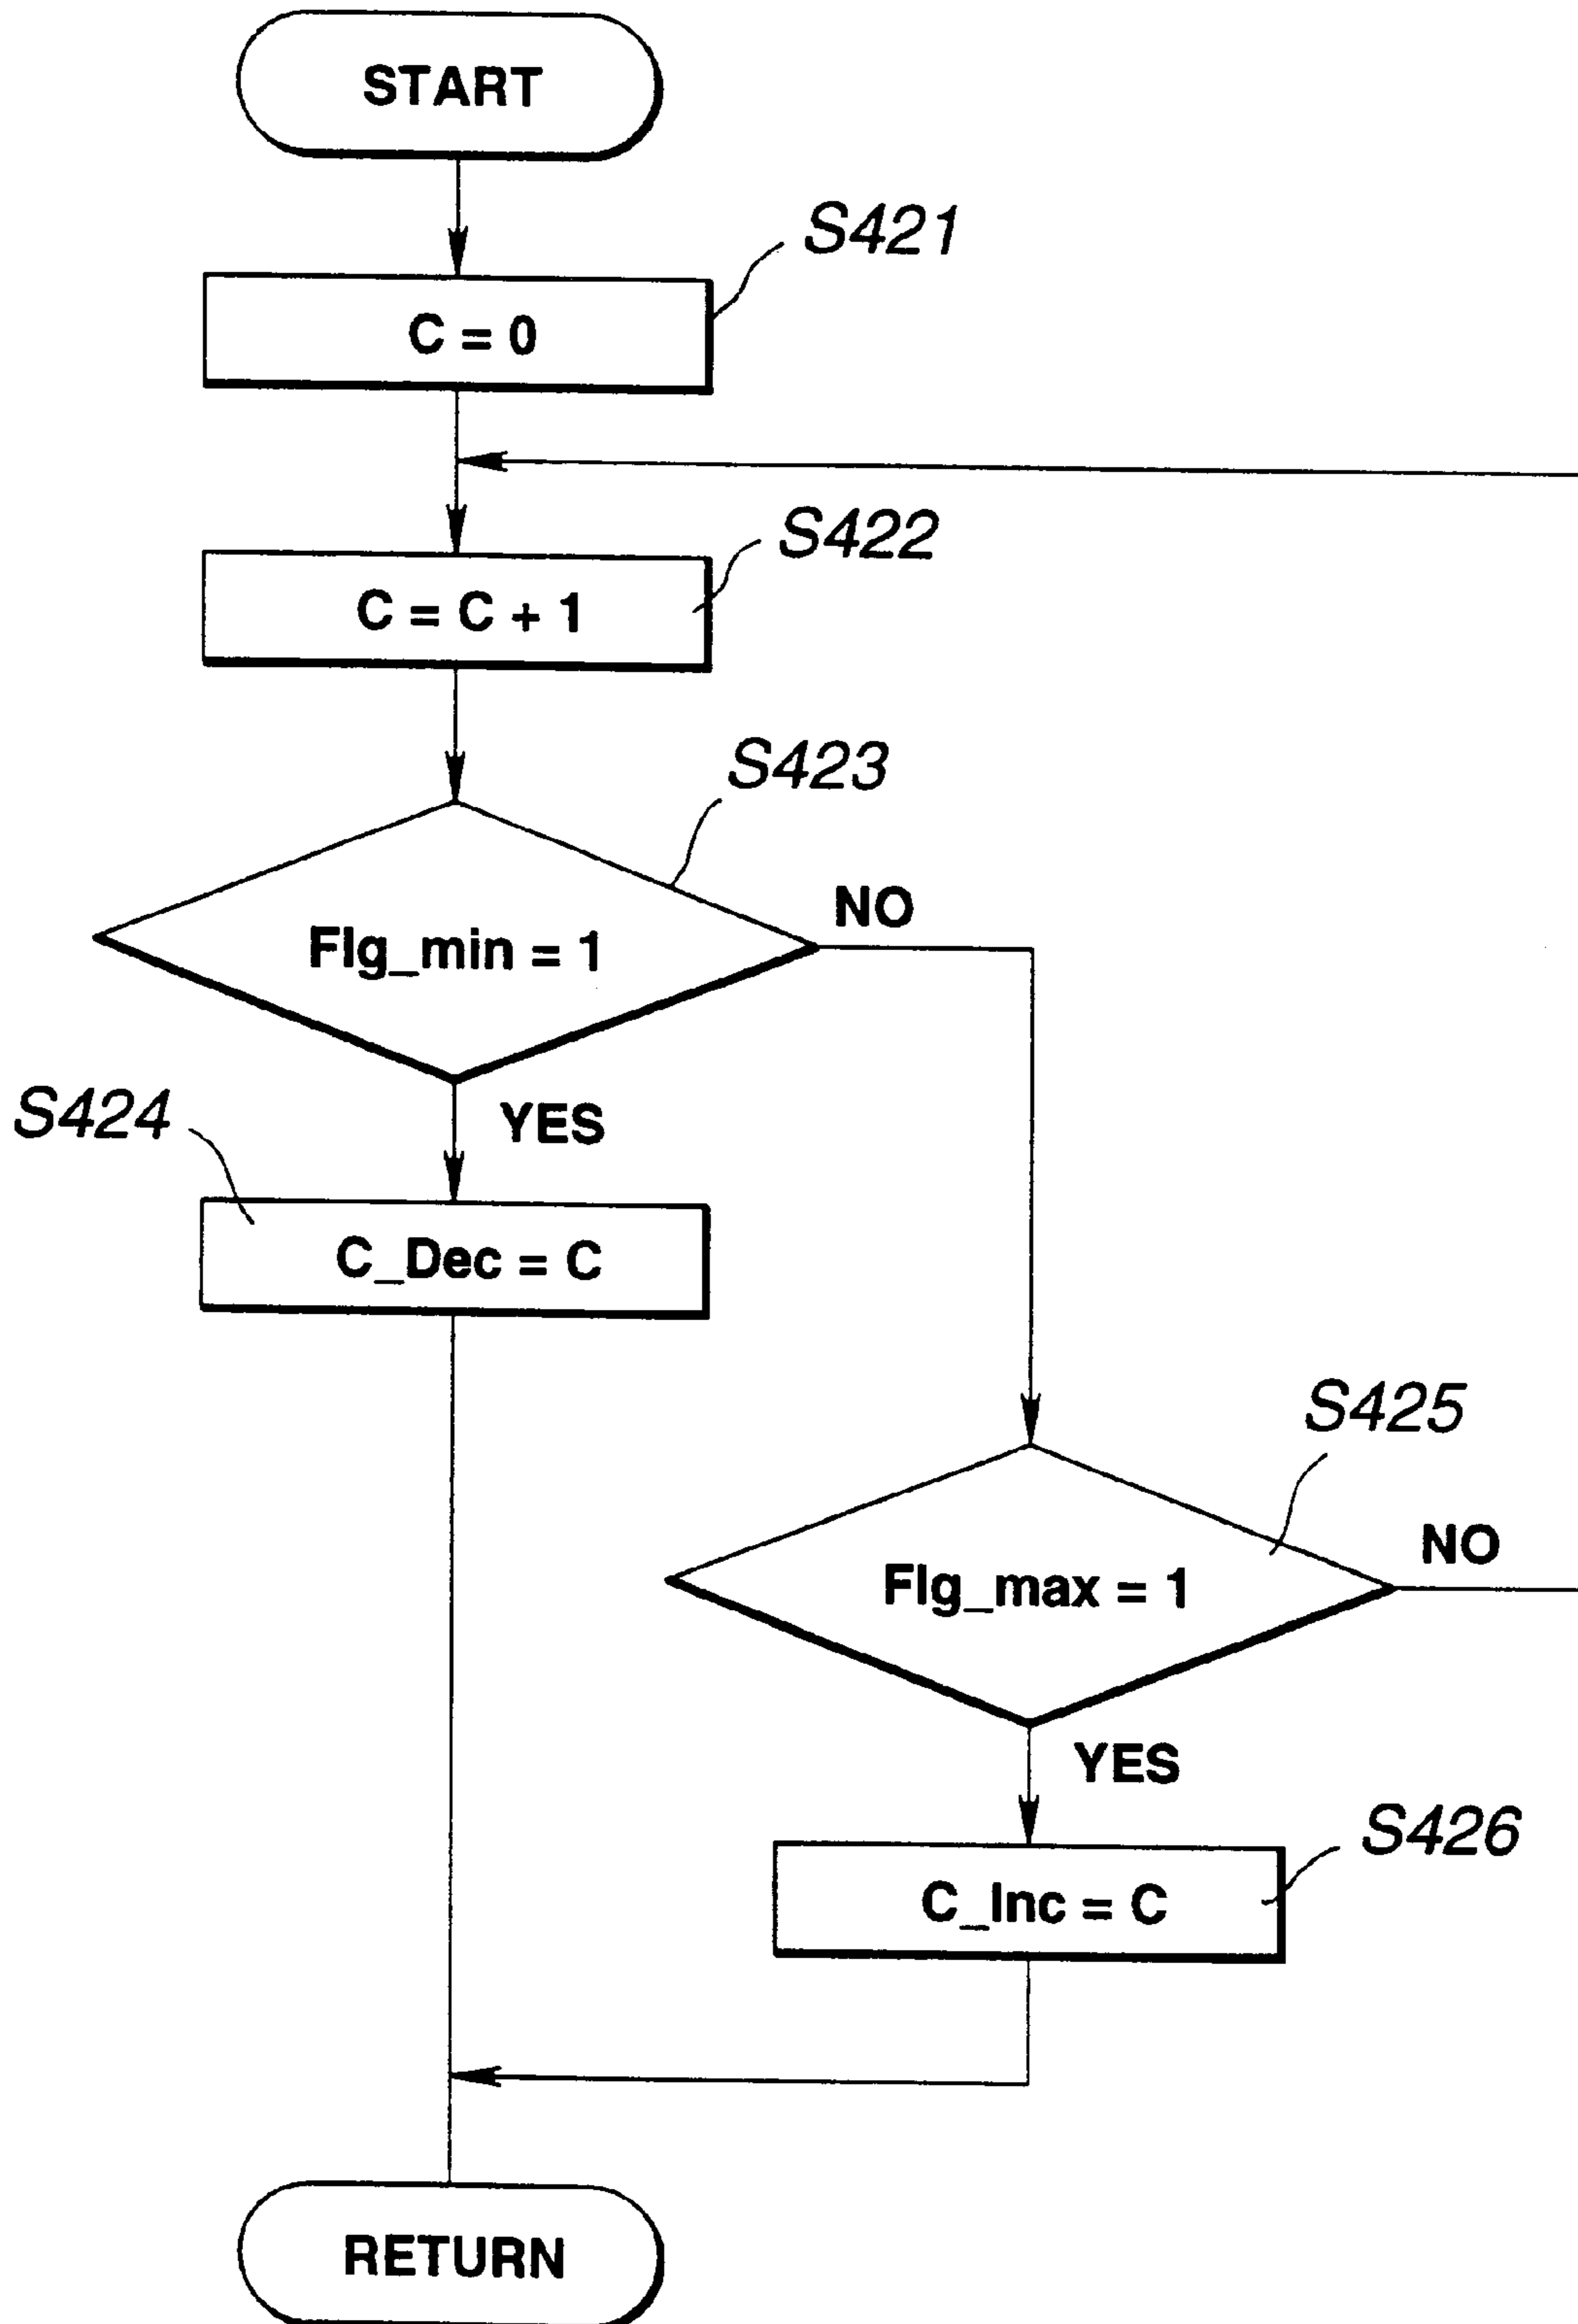 START
S421
C = 0
S422
C = C + 1
S423
Flg_min = 1
NO
S424
YES
C_Dec = C
S425
Flg_max = 1
NO
YES
S426
C_Inc = C
RETURN